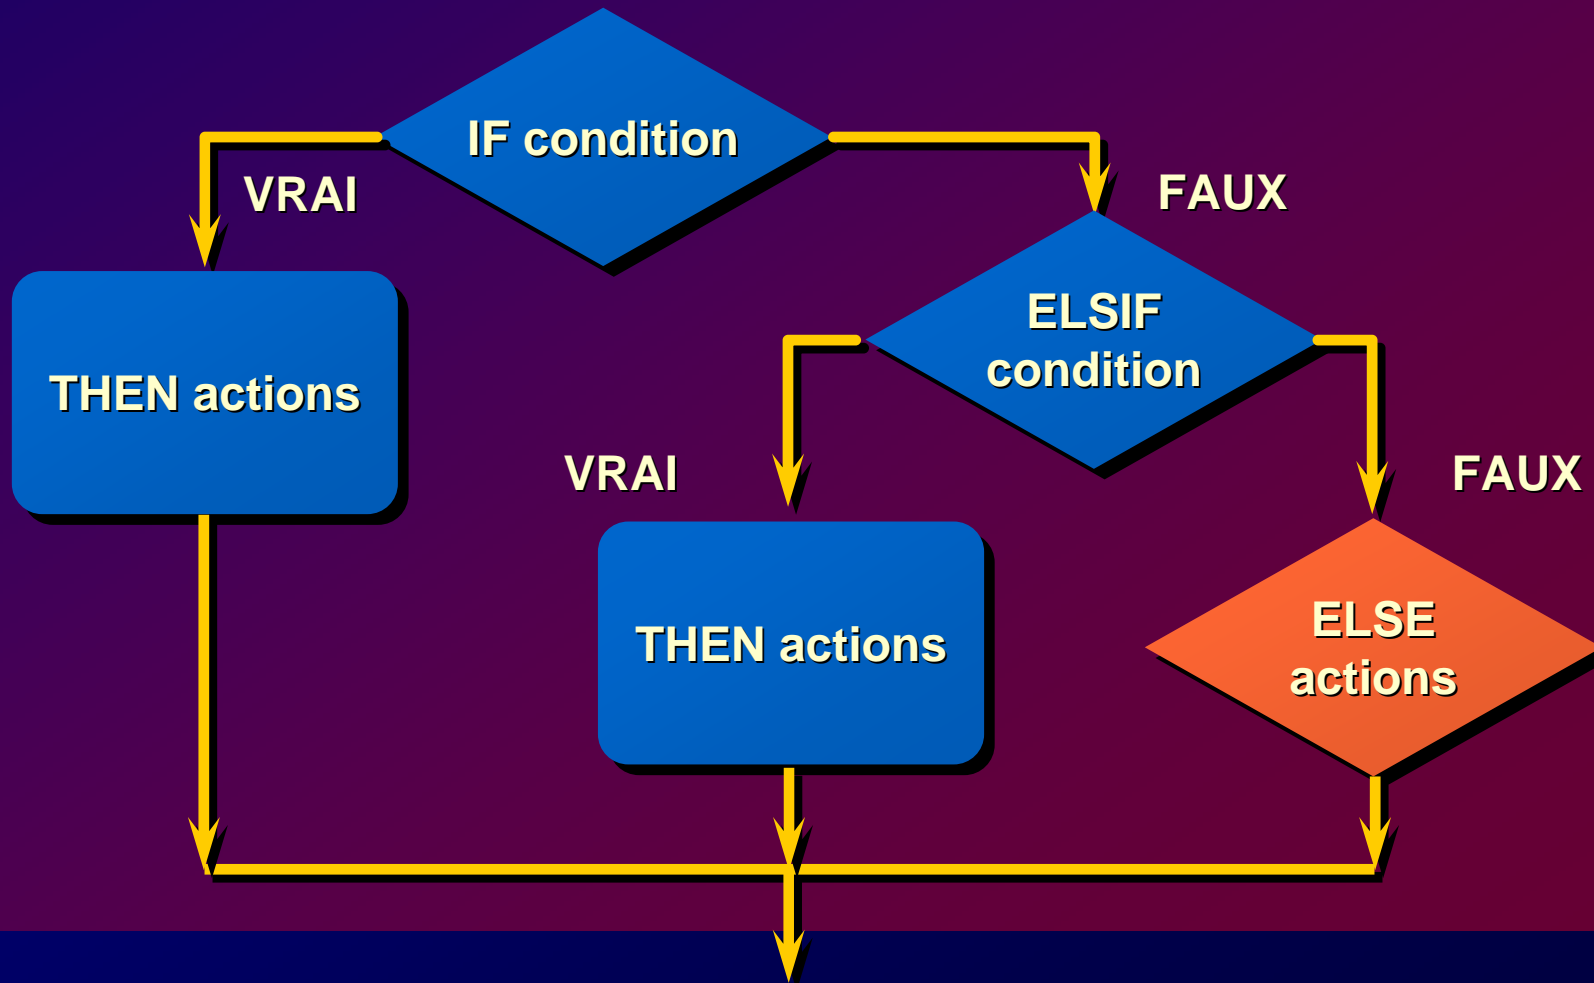 IF condition
VRAI
FAUX
ELSIF
condition
THEN actions
VRAI
FAUX
THEN actions
ELSE
actions